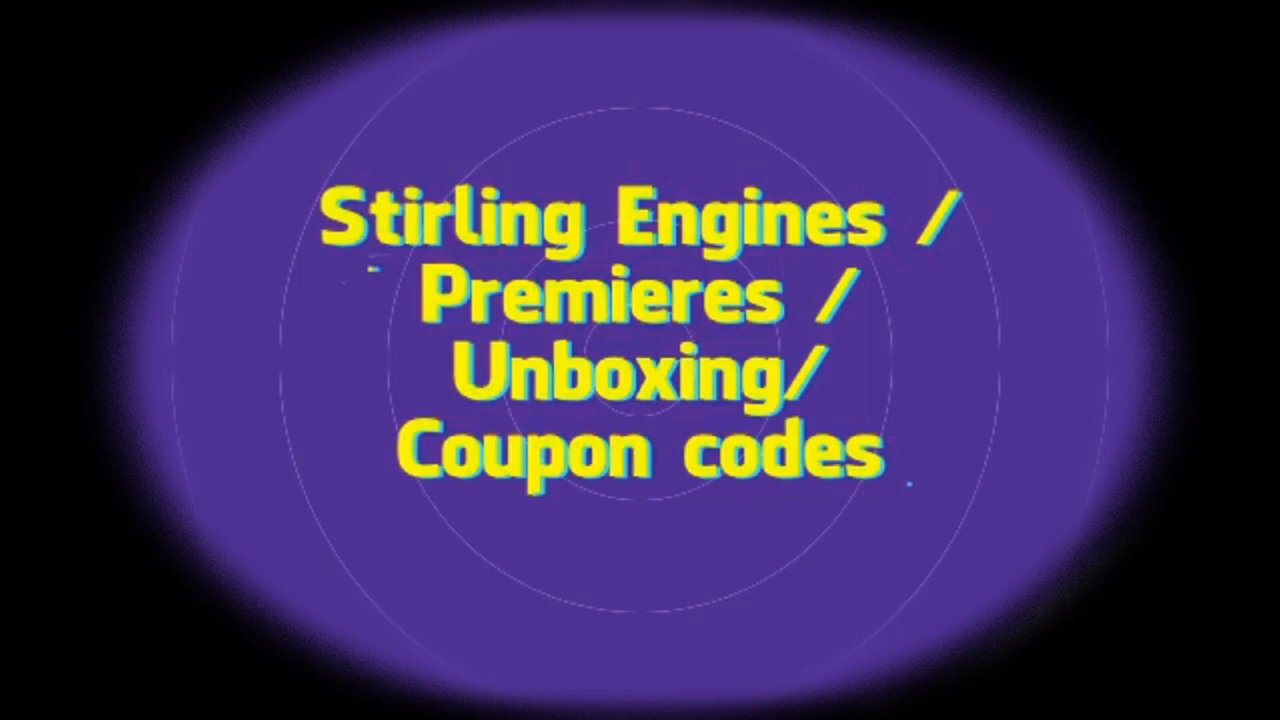 Stirling Engines /
Premieres /
Unboxing/
Coupon codes